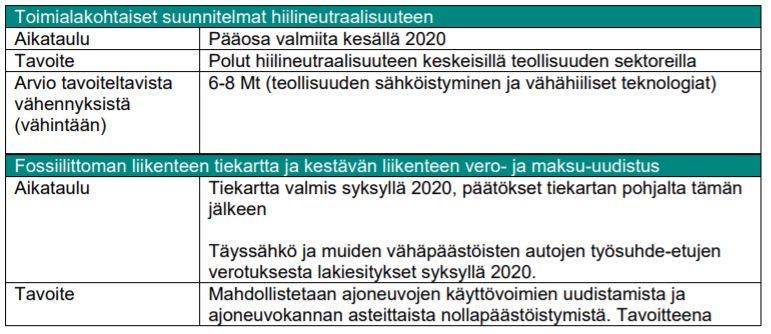 Toimialakohtaiset suunnitelmat hiilineutraalisuuteen
Aikataulu Pääosa valmiita kesällä 2020
Tavoite Polut hiilineutraalisuuteen keskeisillä teollisuuden sektoreilla
Arvio tavoiteltavista 6-8 Mt (teollisuuden sähköistyminen ja vähähiiliset teknologiat)
vähennyksistä
(vähintään)
Fossiilittoman liikenteen tiekartta ja kestävän liikenteen vero- ja maksu-uudistus
Aikataulu Tiekartta valmis syksyllä 2020, päätökset tiekartan pohjalta tämän
jälkeen
Täyssähkö ja muiden vähäpäästöisten autojen työsuhde-etujen
verotuksesta lakiesitykset syksyllä 2020.
Tavoite Mahdollistetaan ajoneuvojen käyttövoimien uudistamista ja
ajoneuvokannan asteittaista nollapäästöistymistä. Tavoitteena